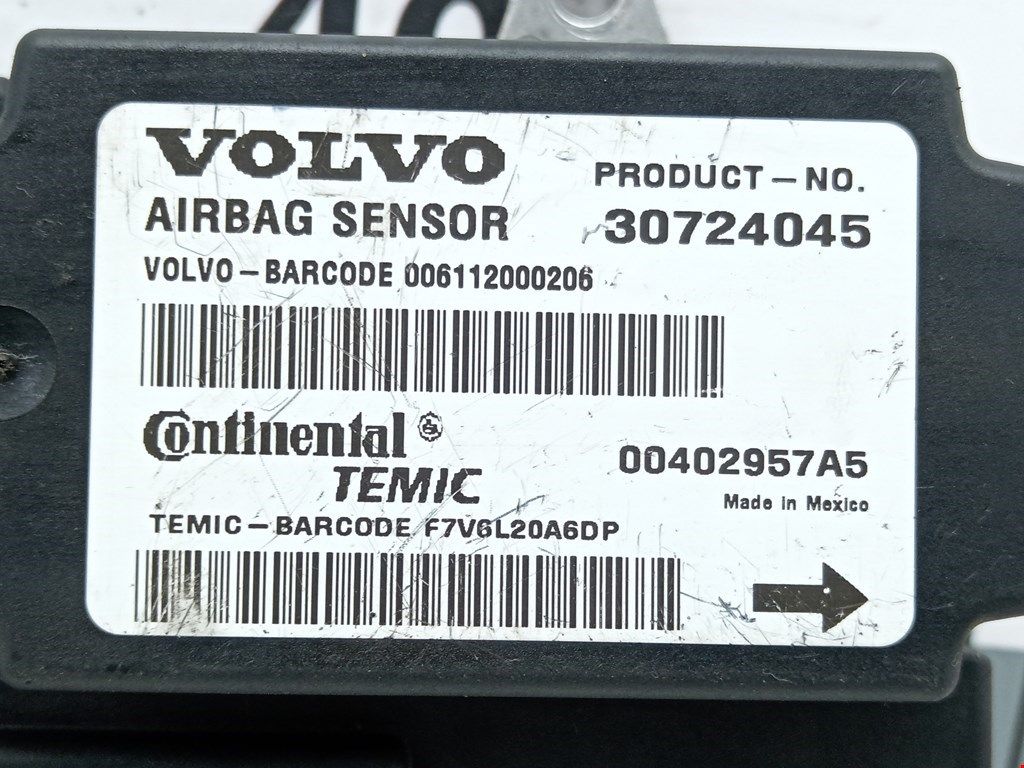 VOLVO
PRODUCT-NO.
AIRBAG SENSOR
30724045
VOLVO-BARCODE 006112000206
Continental
TEMIC
00402957A5
Made in Mexico
TEMIC-BARCODE F7V6L20A6DP